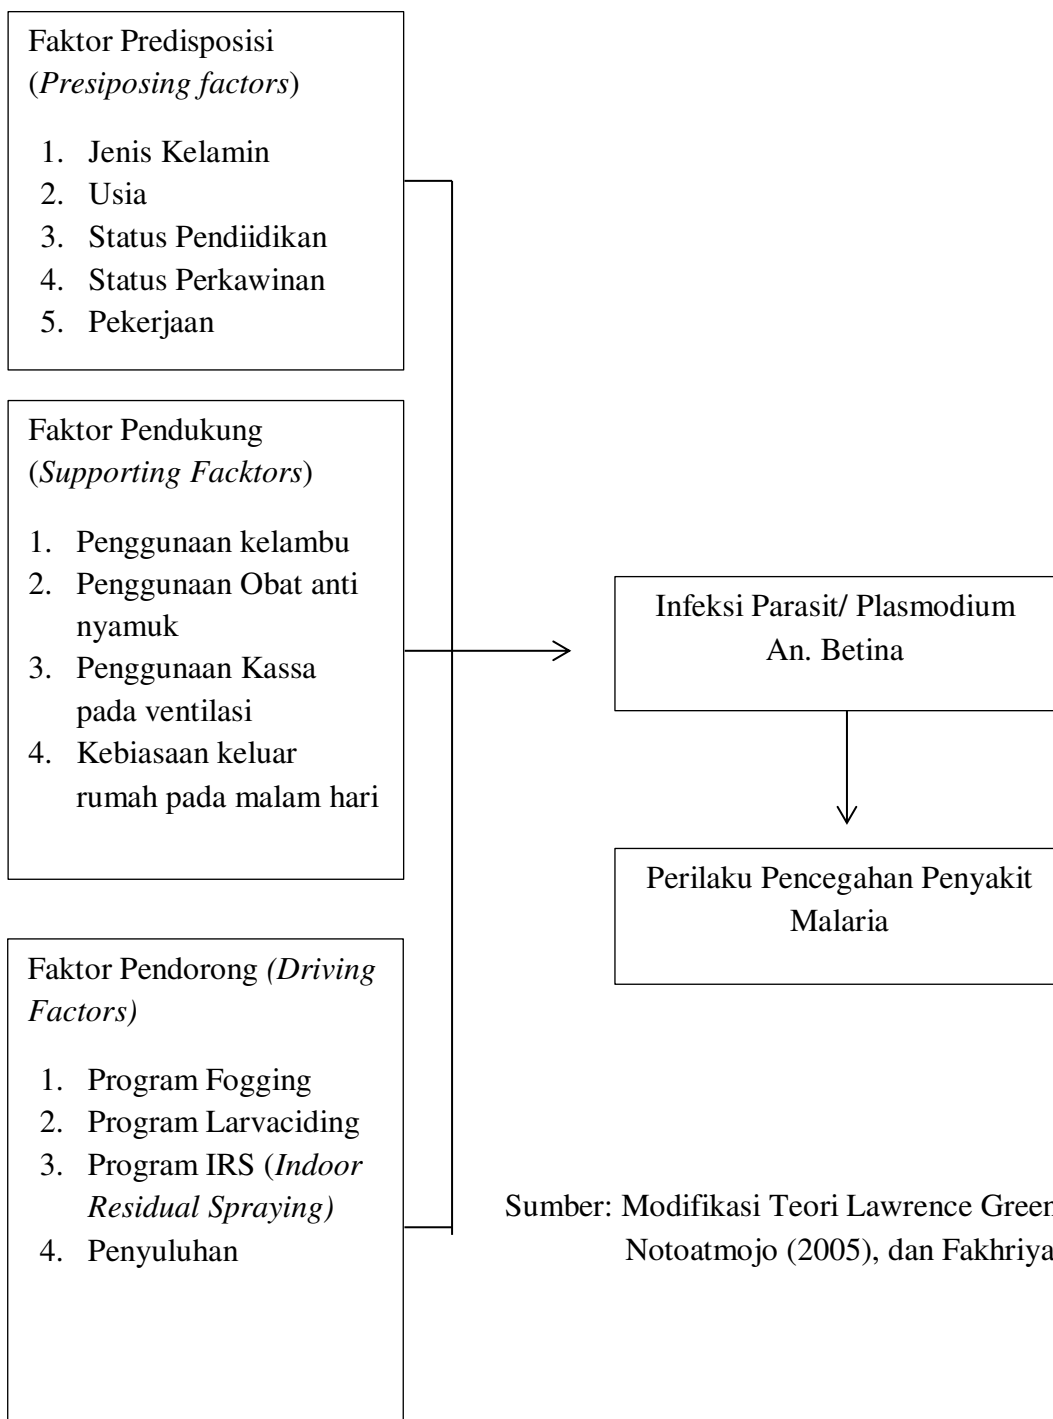 Faktor Predisposisi
(Presiposing factors)
1. Jenis Kelamin
2. Usia
3. Status Pendiidikan
4. Status Perkawinan
5. Pekerjaan
Faktor Pendukung
(Supporting Facktors)
1. Penggunaan kelambu
2. Penggunaan Obat anti
nyamuk
3. Penggunaan Kassa
pada ventilasi
4. Kebiasaan keluar
rumah pada malam hari
Faktor Pendorong (Driving
Factors)
1. Program Fogging
2. Program Larvaciding
3. Program IRS (Indoor
Residual Spraying)
4. Penyuluhan
Infeksi Parasit/ Plasmodium
An. Betina
Perilaku Pencegahan Penyakit
Malaria
Sumber: Modifikasi Teori Lawrence Green
Notoatmojo (2005), dan Fakhriya